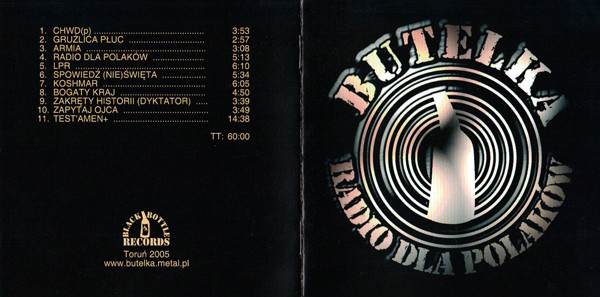 1. CHWD(p) ........ 3:53
2. GRUŹLICA PŁUC ........ 2:57
3. ARMIA ........ 3:08
4. RADIO DLA POLAKÓW ........ 5:13
5. LPR ........ 6:10
6. SPOWIEDŹ (NIE)ŚWIĘTA ........ 5:34
7. KOSHMAR ........ 6:05
8. BOGATY KRAJ ........ 4:50
9. ZAKRĘTY HISTORII (DYKTATOR) .... 3:39
10. ZAPYTAJ OJCA ........ 3:49
11. TEST'AMEN+ ........ 14:38
TT: 60:00
BLACK BOTTLE
RECORDS
Toruń 2005
www.butelka.metal.pl
BUTELKA
RADIO DLA POLAKÓW